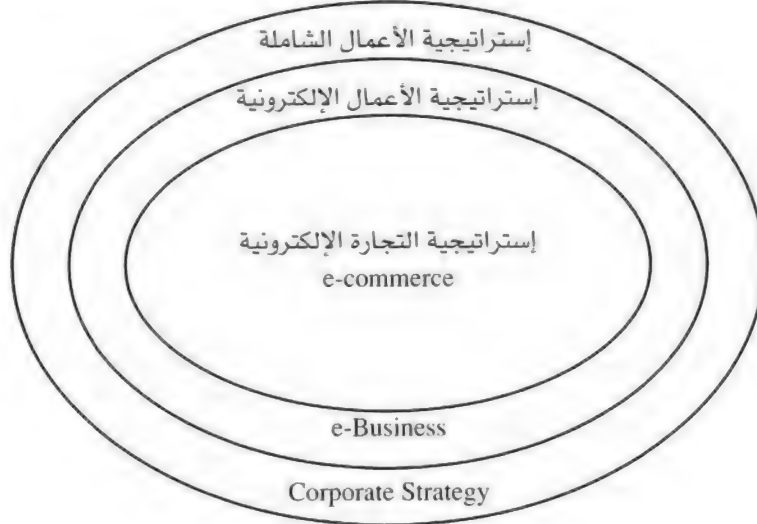 إستراتيجية الأعمال الشاملة
إستراتيجية الأعمال الإلكترونية
إستراتيجية التجارة الإلكترونية
e-commerce
e-Business
Corporate Strategy